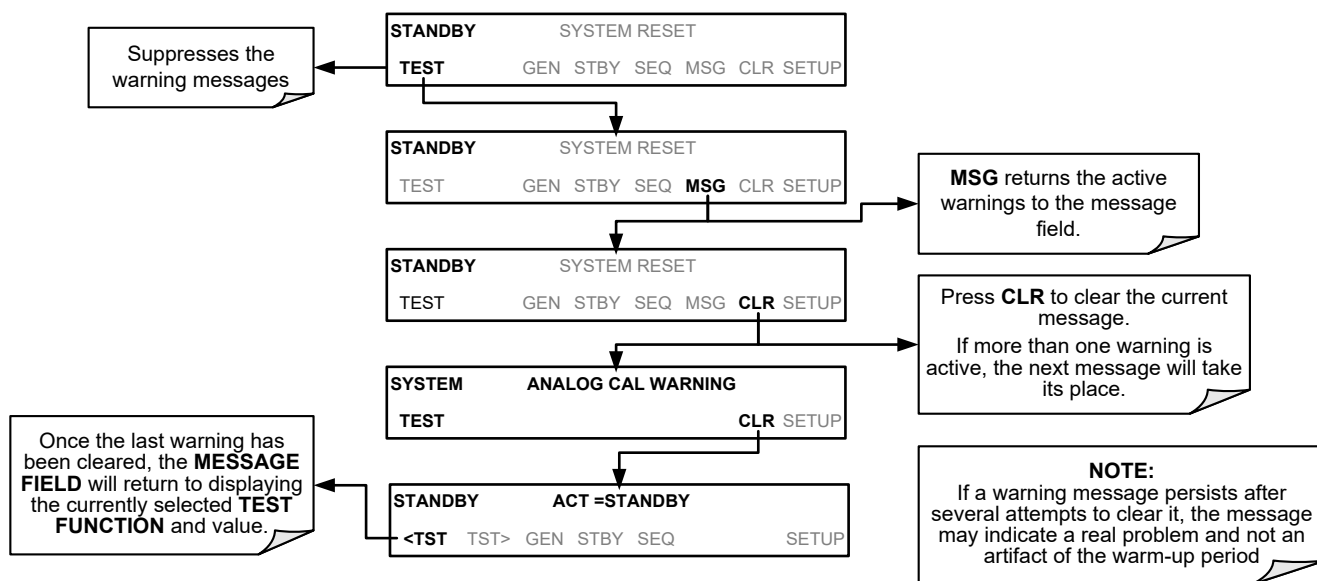 STANDBY SYSTEM RESET
TEST GEN STBY SEQ MSG CLR SETUP
Suppresses the
warning messages
STANDBY SYSTEM RESET
TEST GEN STBY SEQ MSG CLR SETUP
MSG returns the active
warnings to the message
field.
STANDBY SYSTEM RESET
TEST GEN STBY SEQ MSG CLR SETUP
Press CLR to clear the current
message.
If more than one warning is
active, the next message will take
its place.
SYSTEM ANALOG CAL WARNING
TEST CLR SETUP
Once the last warning has
been cleared, the MESSAGE
FIELD will return to displaying
the currently selected TEST
FUNCTION and value.
STANDBY ACT =STANDBY
<TST TST> GEN STBY SEQ SETUP
NOTE:
If a warning message persists after
several attempts to clear it, the message
may indicate a real problem and not an
artifact of the warm-up period